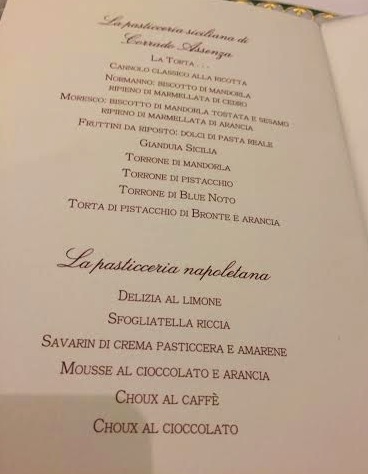 La pasticceria siciliana di
Corrado Assenza
La Torta . . .
Cannolo classico alla ricotta
Normanno: biscotto di mandorla
ripieno di marmellata di cedro
Moresco: biscotto di mandorla tostata e sesamo
ripieno di marmellata di arancia
Fruttini da riposto: dolci di pasta reale
Gianduia Sicilia
Torrone di mandorla
Torrone di pistacchio
Torrone di Blue Noto
Torta di pistacchio di Bronte e arancia
La pasticceria napoletana
Delizia al limone
Sfogliatella riccia
Savarin di crema pasticcera e amarene
Mousse al cioccolato e arancia
Choux al caffè
Choux al cioccolato